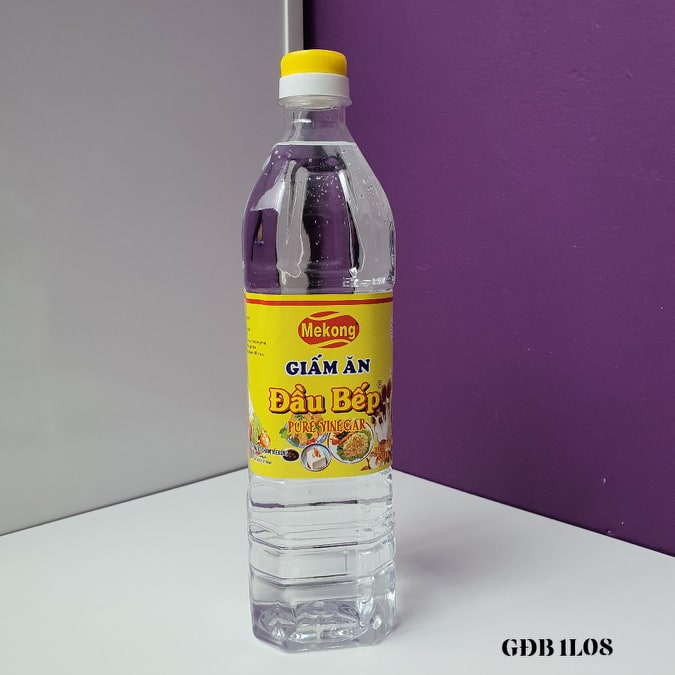 Mekong
GIẤM ĂN
Đầu Bếp
PURE VINEGAR
GĐB 1L08